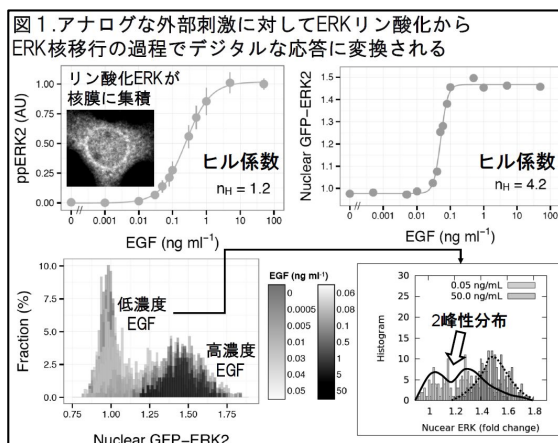 図１.アナログな外部刺激に対してERKリン酸化から
ERK核移行の過程でデジタルな応答に変換される
リン酸化ERKが
核膜に集積
ppERK2 (AU)
1.00
0.75
0.50
0.25
0.00
ヒル係数
nH = 1.2
0 0.001 0.01 0.1 1 10 100
EGF (ng ml-1)
Nuclear GFP-ERK2
1.5
1.4
1.3
1.2
1.1
1.0
ヒル係数
nH = 4.2
0 0.001 0.01 0.1 1 10 100
EGF (ng ml-1)
Fraction (%)
10.0
7.5
5.0
2.5
0.0
低濃度
EGF
高濃度
EGF
0.75 1.00 1.25 1.50 1.75
Nuclear GFP-ERK2
EGF (ng ml-1)
0 0.06
0.0005 0.08
0.005 0.1
0.01 0.5
0.03 1
0.04 5
0.05 50
Histogram
30
25
20
15
10
5
0
0.05 ng/mL
50.0 ng/mL
2峰性分布
1 1.2 1.4 1.6 1.8
Nucear ERK (fold change)